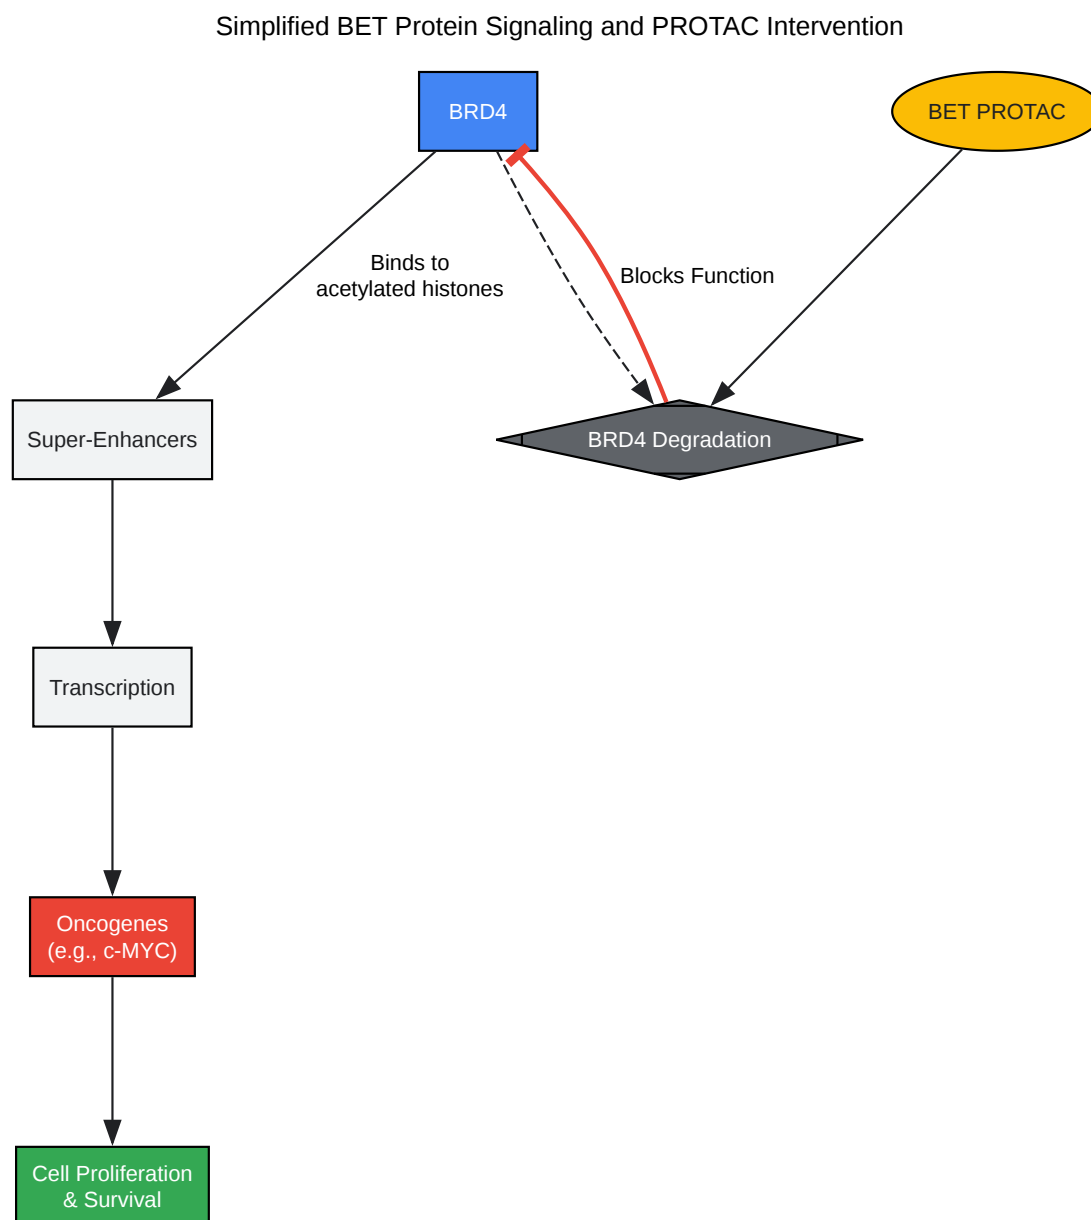 Simplified BET Protein Signaling and PROTAC Intervention
BRD4
BET PROTAC
Binds to
acetylated histones
Blocks Function
Super-Enhancers
BRD4 Degradation
Transcription
Oncogenes
(e.g., c-MYC)
Cell Proliferation
& Survival